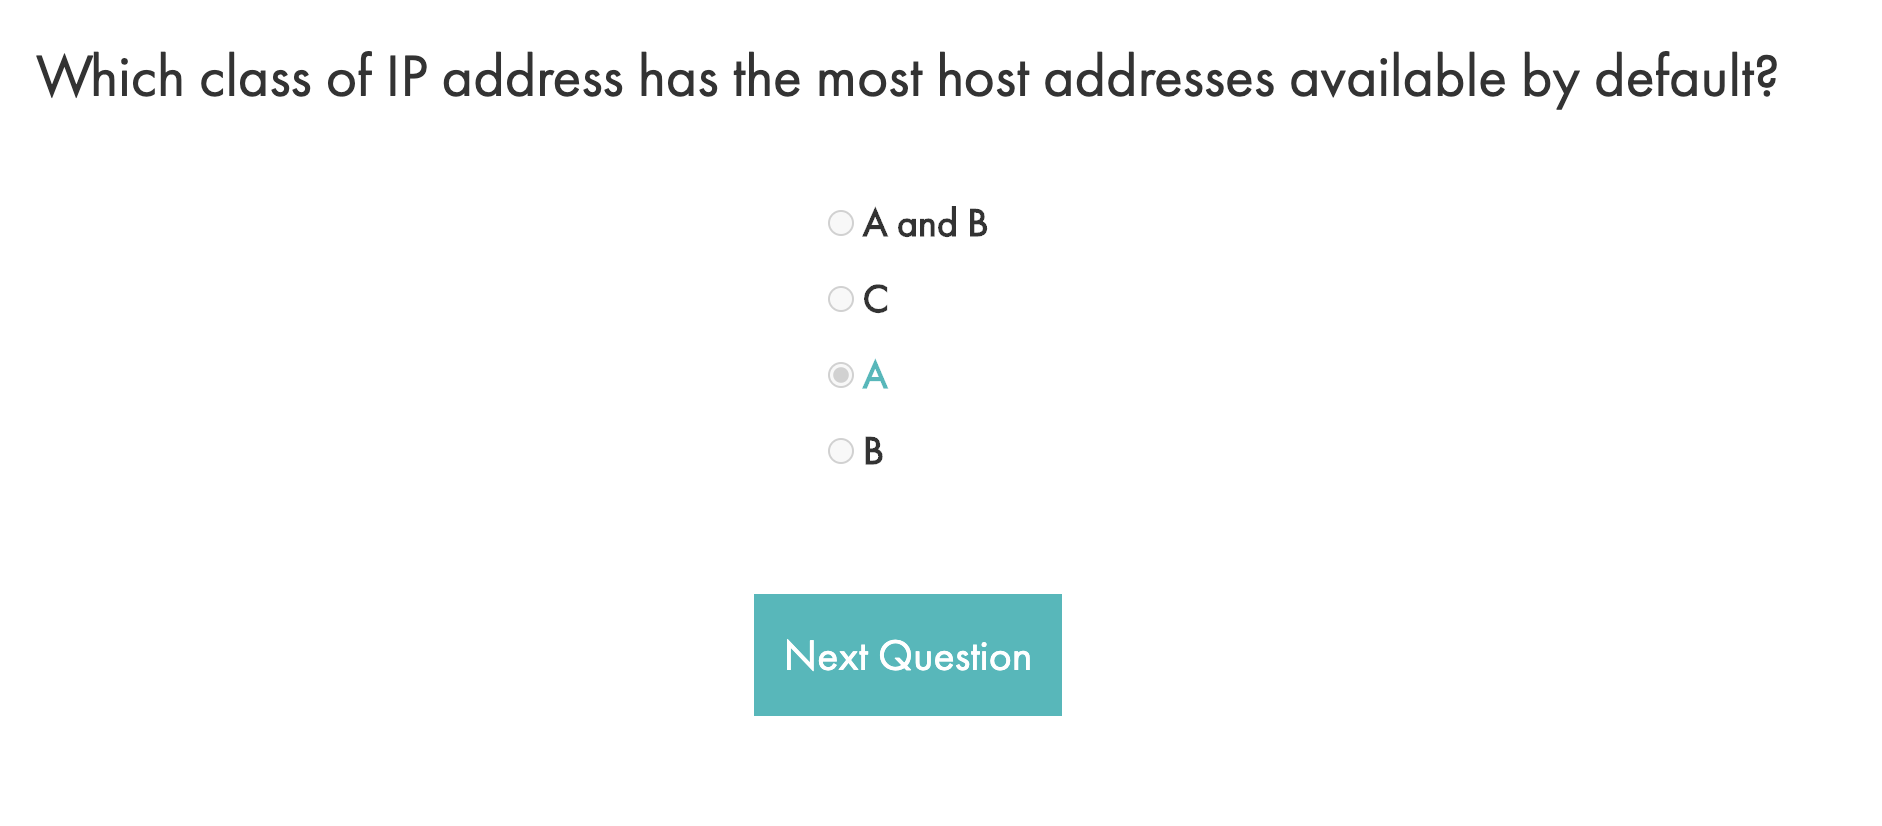 Which class of IP address has the most host addresses available by default?
A and B
C
A
B
Next Question